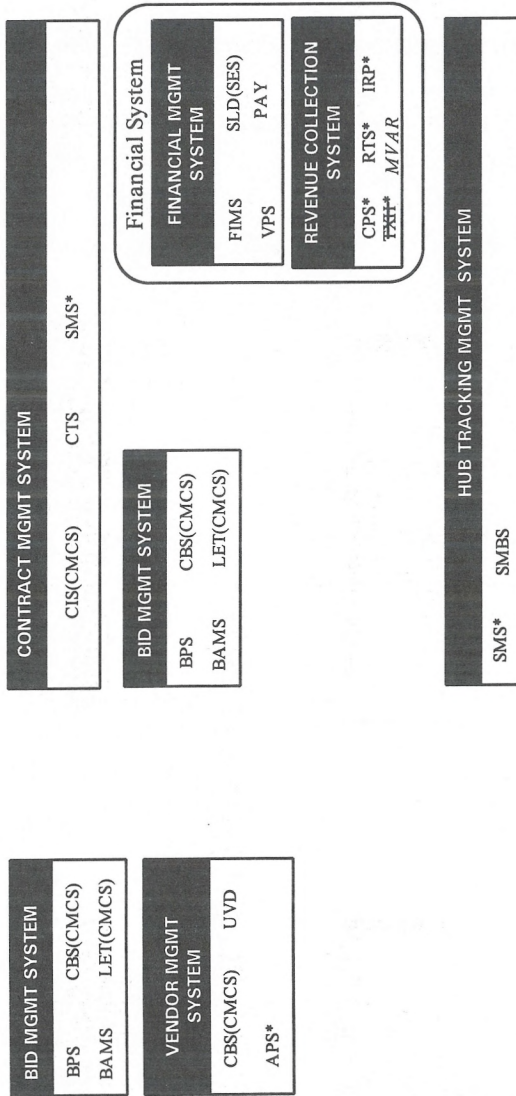 BID MGMT SYSTEM
BPS CBS(CMCS)
BAMS LET(CMCS)
VENDOR MGMT
SYSTEM
CBS(CMCS) UVD
APS*
CONTRACT MGMT SYSTEM
CIS(CMCS) CTS SMS*
BID MGMT SYSTEM
BPS CBS(CMCS)
BAMS LET(CMCS)
Financial System
FINANCIAL MGMT
SYSTEM
FIMS SLD(SES)
VPS PAY
REVENUE COLLECTION
SYSTEM
CPS* RTS* IRP*
MVAR
HUB TRACKING MGMT SYSTEM
SMS* SMBS